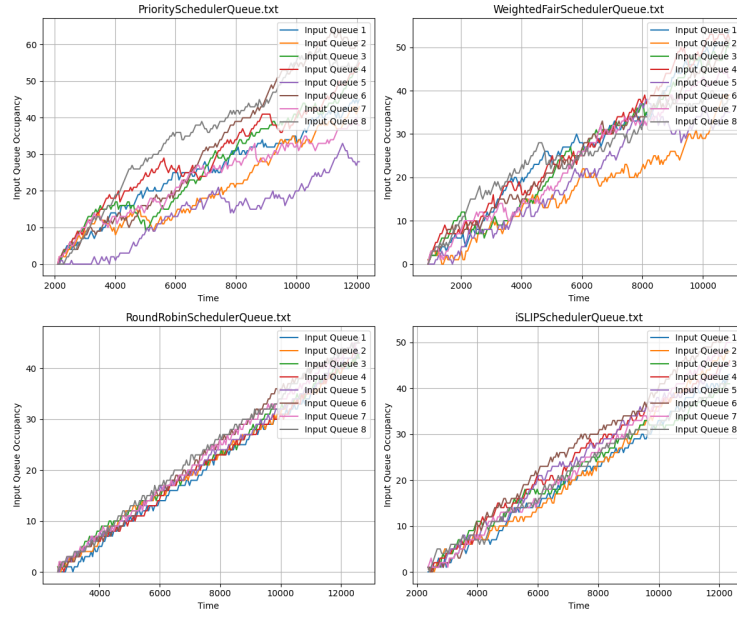 PrioritySchedulerQueue.txt
Input Queue Occupancy
60
50
40
30
20
10
0
2000 4000 6000 8000 10000 12000
Time
Input Queue 1
Input Queue 2
Input Queue 3
Input Queue 4
Input Queue 5
Input Queue 6
Input Queue 7
Input Queue 8
WeightedFairSchedulerQueue.txt
Input Queue Occupancy
50
40
30
20
10
0
2000 4000 6000 8000 10000
Time
Input Queue 1
Input Queue 2
Input Queue 3
Input Queue 4
Input Queue 5
Input Queue 6
Input Queue 7
Input Queue 8
RoundRobinSchedulerQueue.txt
Input Queue Occupancy
40
30
20
10
0
4000 6000 8000 10000 12000
Time
Input Queue 1
Input Queue 2
Input Queue 3
Input Queue 4
Input Queue 5
Input Queue 6
Input Queue 7
Input Queue 8
iSLIPSchedulerQueue.txt
Input Queue Occupancy
50
40
30
20
10
0
2000 4000 6000 8000 10000 12000
Time
Input Queue 1
Input Queue 2
Input Queue 3
Input Queue 4
Input Queue 5
Input Queue 6
Input Queue 7
Input Queue 8